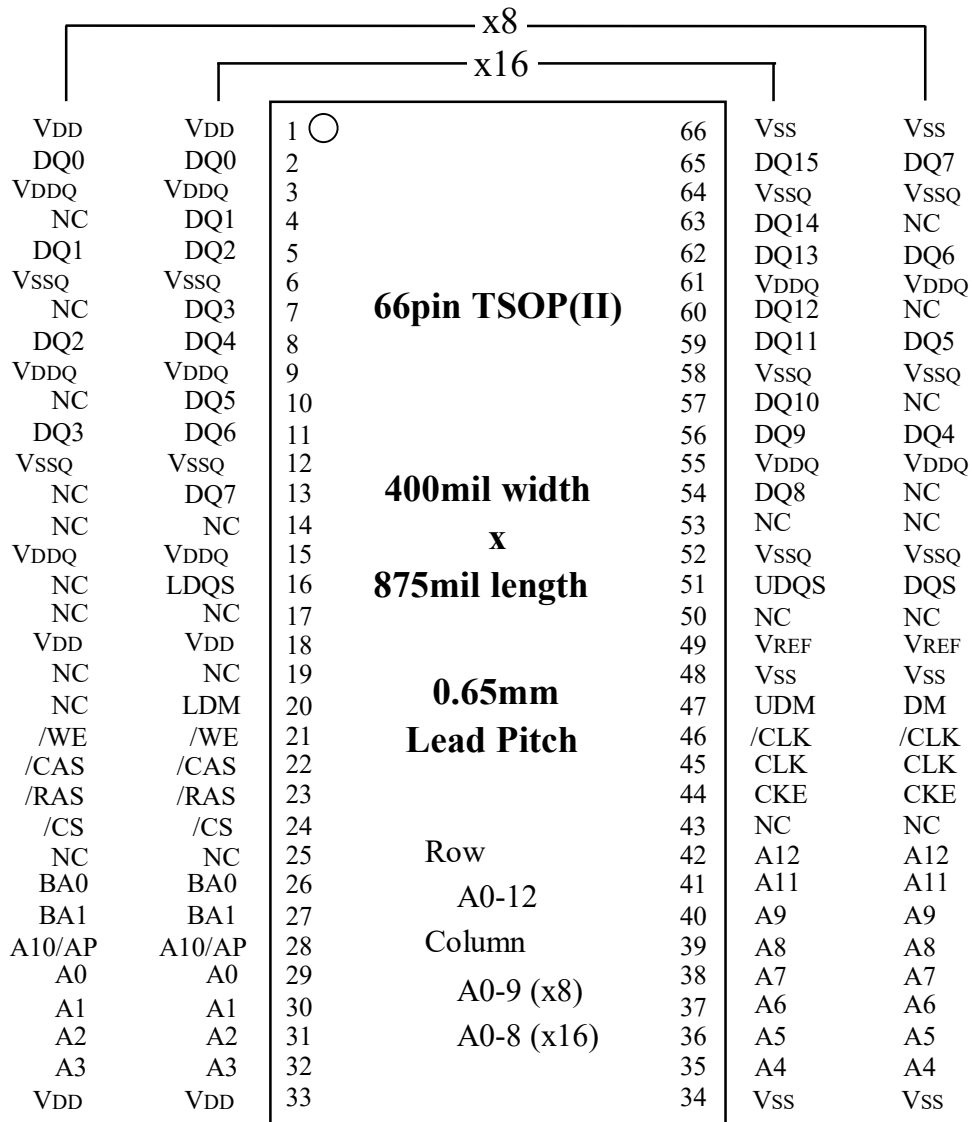 x8
x16
VDD VDD 1 66 VSS VSS
DQ0 DQ0 2 65 DQ15 DQ7
VDDQ VDDQ 3 64 VSSQ VSSQ
NC DQ1 4 63 DQ14 NC
DQ1 DQ2 5 62 DQ13 DQ6
VSSQ VSSQ 6 61 VDDQ VDDQ
NC DQ3 7 66pin TSOP(II) 60 DQ12 NC
DQ2 DQ4 8 59 DQ11 DQ5
VDDQ VDDQ 9 58 VSSQ VSSQ
NC DQ5 10 57 DQ10 NC
DQ3 DQ6 11 56 DQ9 DQ4
VSSQ VSSQ 12 55 VDDQ VDDQ
NC DQ7 13 400mil width 54 DQ8 NC
NC NC 14 53 NC NC
VDDQ VDDQ 15 x 52 VSSQ VSSQ
NC LDQS 16 875mil length 51 UDQS DQS
NC NC 17 50 NC NC
VDD VDD 18 49 VREF VREF
NC NC 19 48 VSS VSS
NC LDM 20 0.65mm 47 UDM DM
/WE /WE 21 Lead Pitch 46 /CLK /CLK
/CAS /CAS 22 45 CLK CLK
/RAS /RAS 23 44 CKE CKE
/CS /CS 24 43 NC NC
NC NC 25 Row 42 A12 A12
BA0 BA0 26 A0-12 41 A11 A11
BA1 BA1 27 40 A9 A9
A10/AP A10/AP 28 Column 39 A8 A8
A0 A0 29 38 A7 A7
A1 A1 30 A0-9 (x8) 37 A6 A6
A2 A2 31 A0-8 (x16) 36 A5 A5
A3 A3 32 35 A4 A4
VDD VDD 33 34 VSS VSS